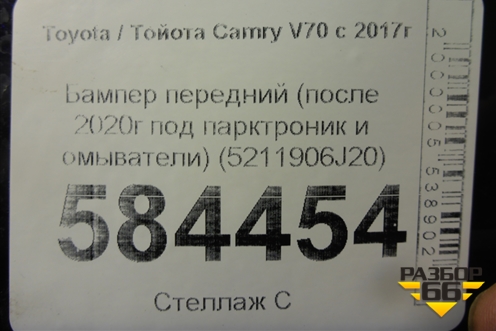 Toyota / Тойота Camry V70 с 2017г
Бампер передний (после
2020г под парктроник и
омыватели) (5211906J20)
584454
Стеллаж С
РАЗБОР
66